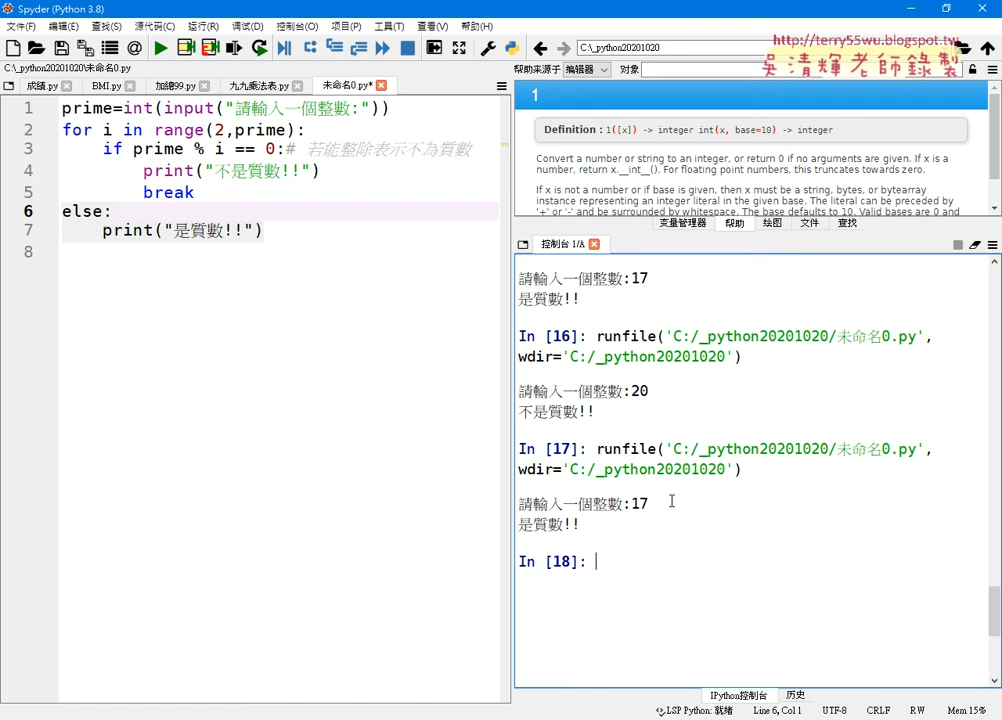 Spyder (Python 3.8)
文件(F) 编辑(E) 查找(S) 源代码(C) 运行(R) 调试(D) 控制台(O) 项目(P) 工具(T) 查看(V) 帮助(H)
C:\_python20201020
http://terry55wu.blogspot.tw
吳清輝老師錄製
C:\_python20201020\未命名0.py
帮助来源于 编辑器 对象
成绩.py BMI.py 加總99.py 九九乘法表.py 未命名0.py*
1 prime=int(input("請輸入一個整數:"))
2 for i in range(2,prime):
3 if prime % i == 0:# 若能整除表示不為質數
4 print("不是質數!!")
5 break
6 else:
7 print("是質數!!")
8
1
Definition : 1([x]) -> integer int(x, base=10) -> integer
Convert a number or string to an integer, or return 0 if no arguments are given. If x is a
number, return x.__int__(). For floating point numbers, this truncates towards zero.
If x is not a number or if base is given, then x must be a string, bytes, or bytearray
instance representing an integer literal in the given base. The literal can be preceded by
'+' or '-' and be surrounded by whitespace. The base defaults to 10. Valid bases are 0 and
变量管理器 帮助 绘图 文件 查找
控制台 1/A
請輸入一個整數:17
是質數!!
In [16]: runfile('C:/_python20201020/未命名0.py',
wdir='C:/_python20201020')
請輸入一個整數:20
不是質數!!
In [17]: runfile('C:/_python20201020/未命名0.py',
wdir='C:/_python20201020')
請輸入一個整數:17
是質數!!
In [18]:
IPython控制台 历史
LSP Python: 就绪 Line 6, Col 1 UTF-8 CRLF RW Mem 15%